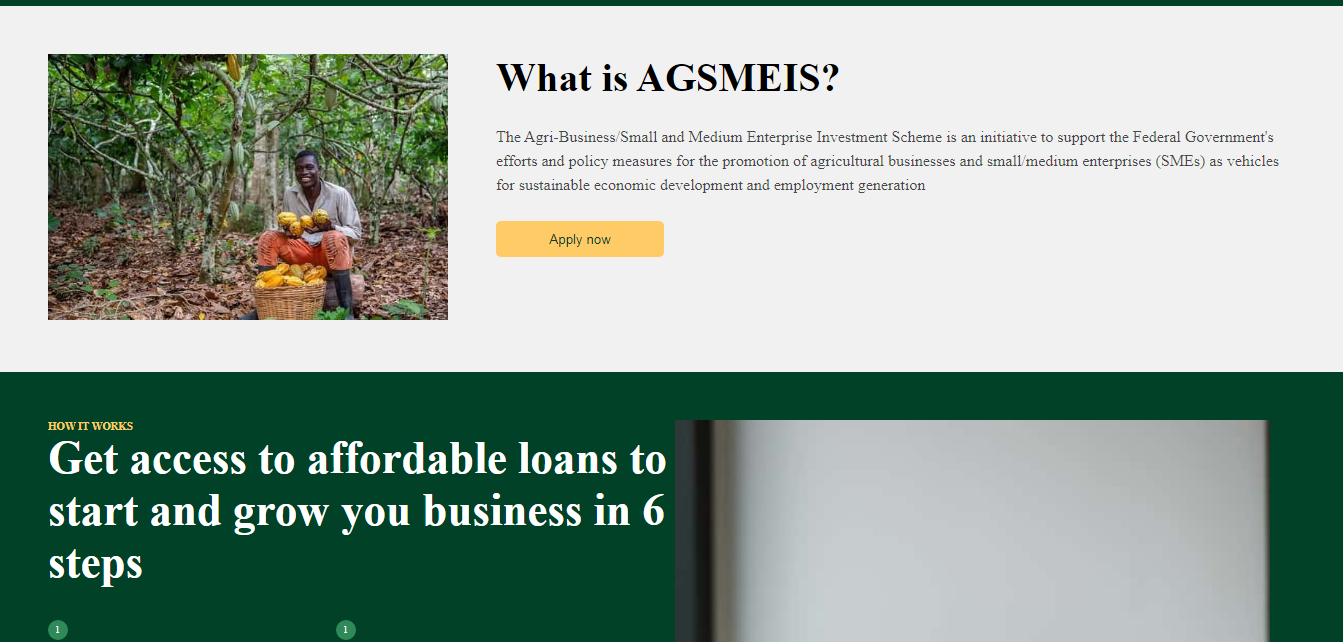 What is AGSMEIS?
The Agri-Business/Small and Medium Enterprise Investment Scheme is an initiative to support the Federal Government's
efforts and policy measures for the promotion of agricultural businesses and small/medium enterprises (SMEs) as vehicles
for sustainable economic development and employment generation
Apply now
HOW IT WORKS
Get access to affordable loans to
start and grow you business in 6
steps
1
1